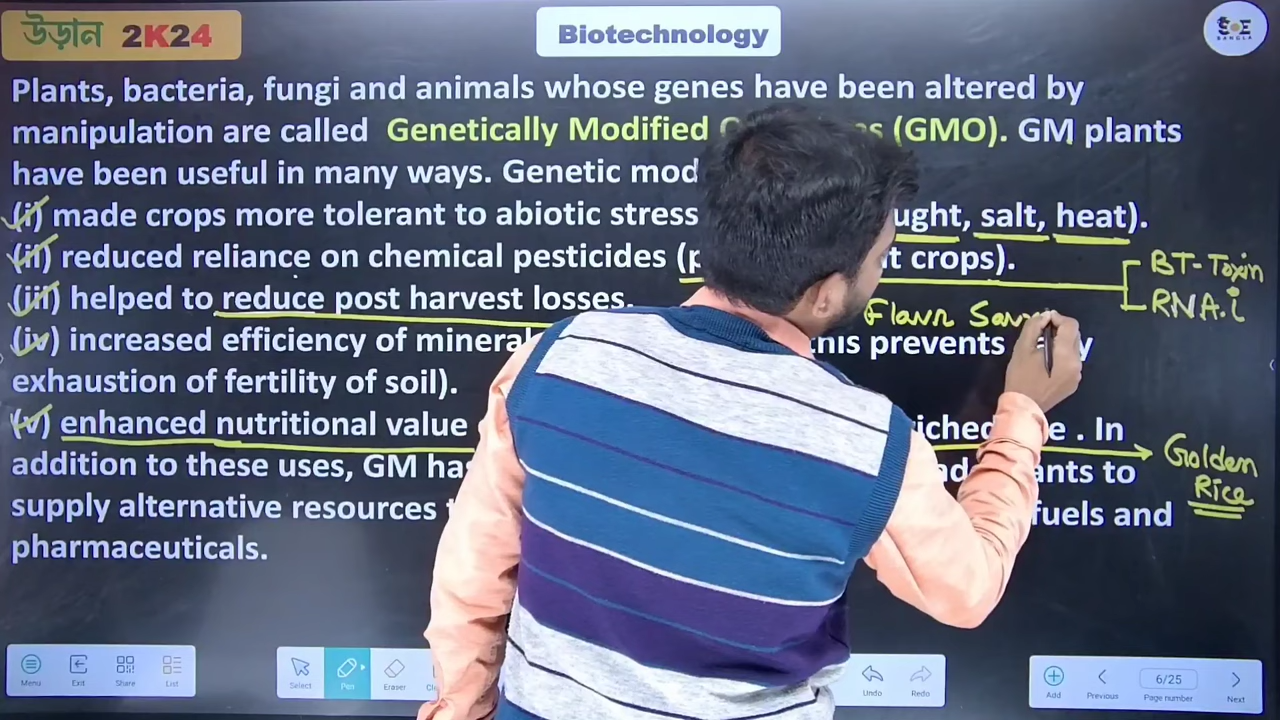 উড়ান 2K24
Biotechnology
SOE
BANGLA
Plants, bacteria, fungi and animals whose genes have been altered by
manipulation are called Genetically Modified (GMO). GM plants
have been useful in many ways. Genetic
(i) made crops more tolerant to abiotic stress salt, heat).
(ii) reduced reliance on chemical pesticides crops).
BT-Toxin
RNA.i
(iii) helped to reduce post harvest losses.
Flavr
(iv) increased efficiency of this prevents
exhaustion of fertility of soil).
(v) enhanced nutritional value . In
Golden
Rice
addition to these uses, GM to
supply alternative resources fuels and
pharmaceuticals.
Menu Exit Share List Select Pen Eraser Undo Redo Add Previous 6/25 Page number Next